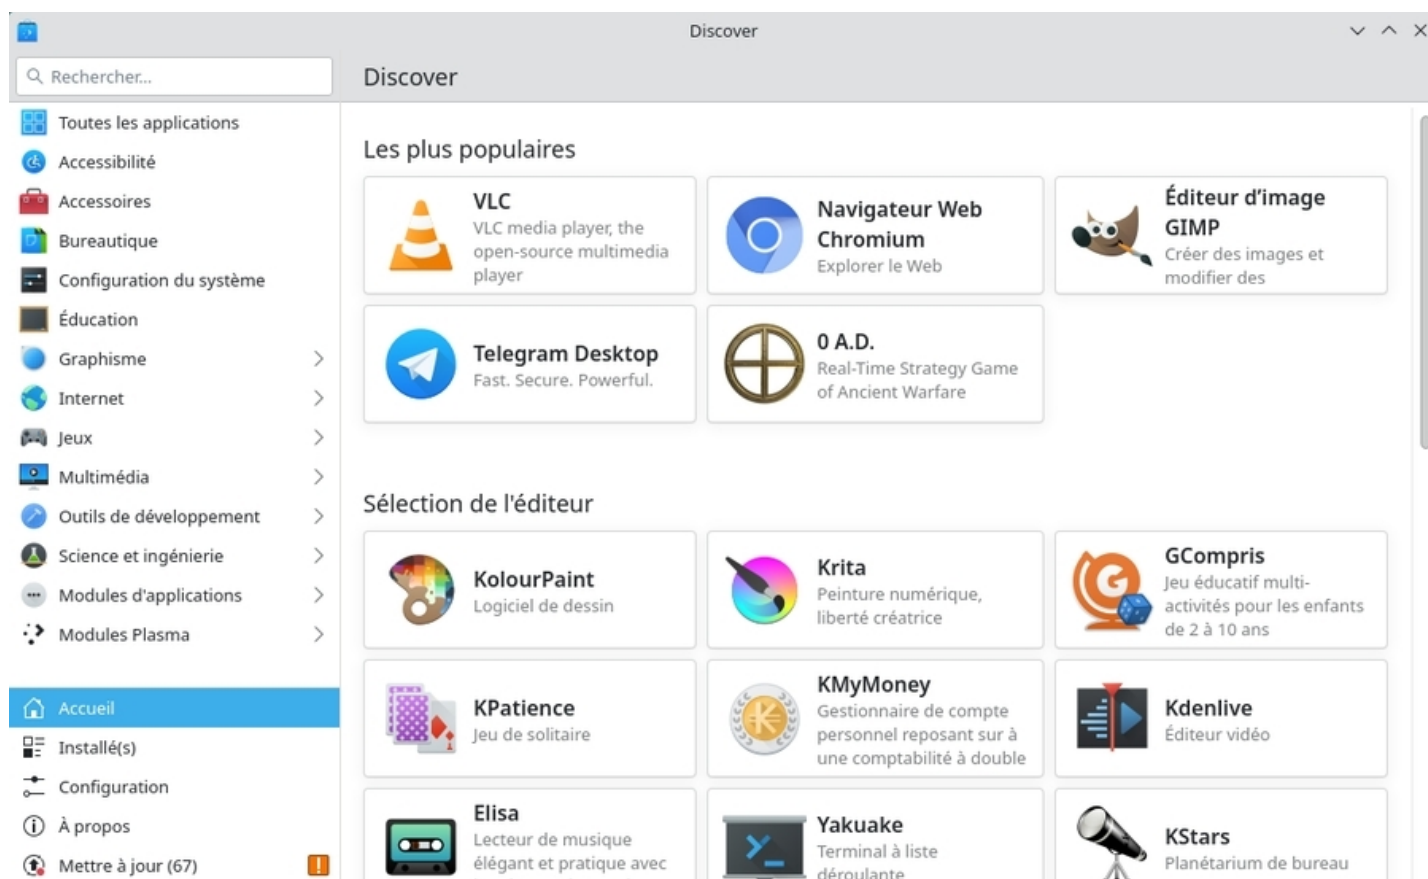 Discover
Rechercher...
Discover
Toutes les applications
Accessibilité
Accessoires
Bureautique
Configuration du système
Éducation
Graphisme
Internet
Jeux
Multimédia
Outils de développement
Science et ingénierie
Modules d'applications
Modules Plasma
Accueil
Installé(s)
Configuration
À propos
Mettre à jour (67)
Les plus populaires
VLC
VLC media player, the
open-source multimedia
player
Navigateur Web
Chromium
Explorer le Web
Éditeur d’image
GIMP
Créer des images et
modifier des
Telegram Desktop
Fast. Secure. Powerful.
0 A.D.
Real-Time Strategy Game
of Ancient Warfare
Sélection de l'éditeur
KolourPaint
Logiciel de dessin
Krita
Peinture numérique,
liberté créatrice
GCompris
Jeu éducatif multi-
activités pour les enfants
de 2 à 10 ans
KPatience
Jeu de solitaire
KMyMoney
Gestionnaire de compte
personnel reposant sur à
une comptabilité à double
Kdenlive
Éditeur vidéo
Elisa
Lecteur de musique
élégant et pratique avec
Yakuake
Terminal à liste
déroulante
KStars
Planétarium de bureau